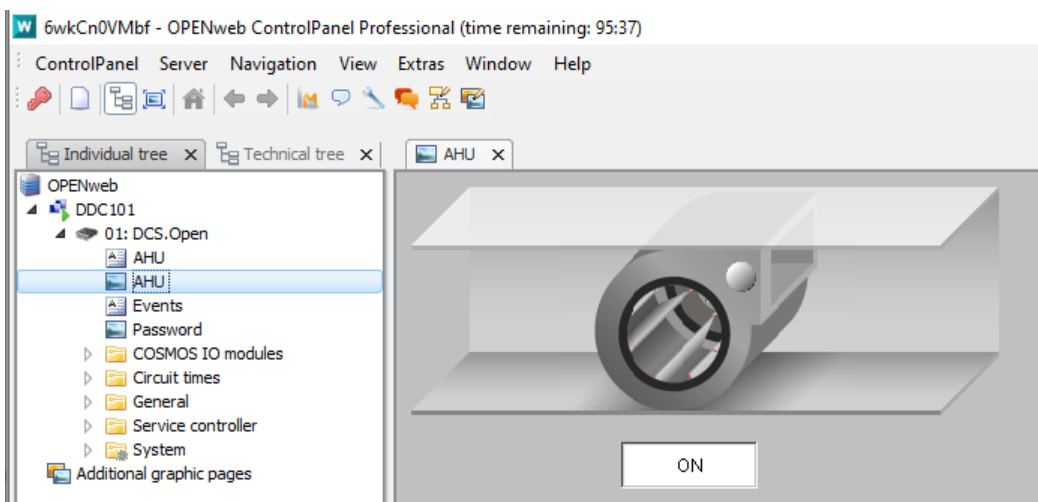 W 6wkCn0VMbf - OPENweb ControlPanel Professional (time remaining: 95:37)
ControlPanel Server Navigation View Extras Window Help
Individual tree X Technical tree X AHU X
OPENweb
DDC101
01: DCS.Open
AHU
AHU
Events
Password
COSMOS IO modules
Circuit times
General
Service controller
System
Additional graphic pages
ON